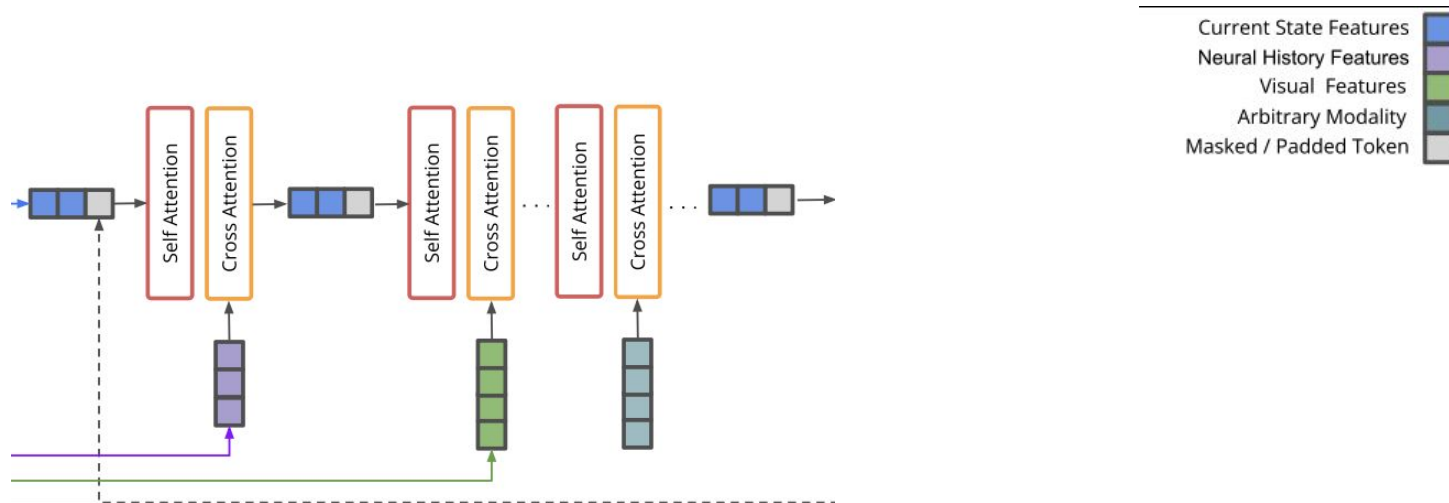 Current State Features
Neural History Features
Visual Features
Arbitrary Modality
Masked / Padded Token
Self Attention
Cross Attention
Self Attention
Cross Attention
. . .
Self Attention
Cross Attention
. . .